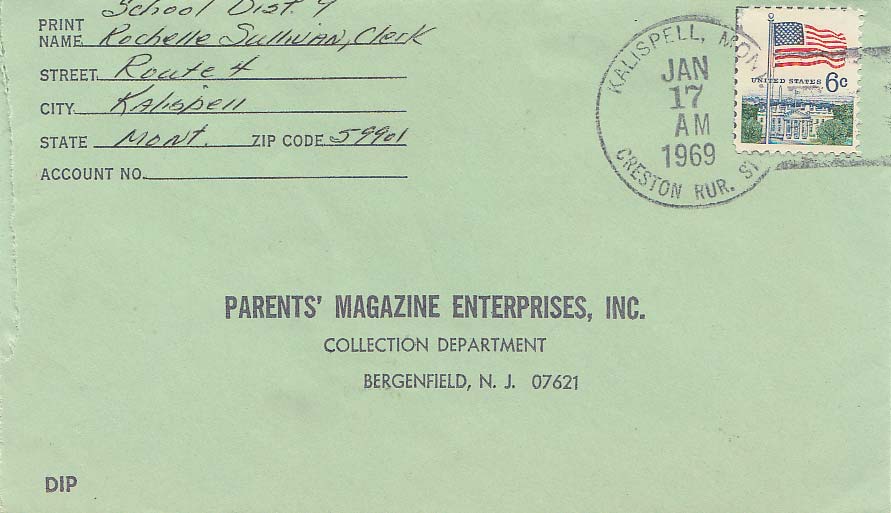 School Dist. 4
PRINT
NAME Rochelle Sullivan, Clerk
STREET Route 4
CITY Kalispell
STATE Mont. ZIP CODE 59901
ACCOUNT NO.
KALISPELL, MONT.
JAN
17
AM
1969
CRESTON RUR. ST
UNITED STATES 6c
PARENTS' MAGAZINE ENTERPRISES, INC.
COLLECTION DEPARTMENT
BERGENFIELD, N. J. 07621
DIP